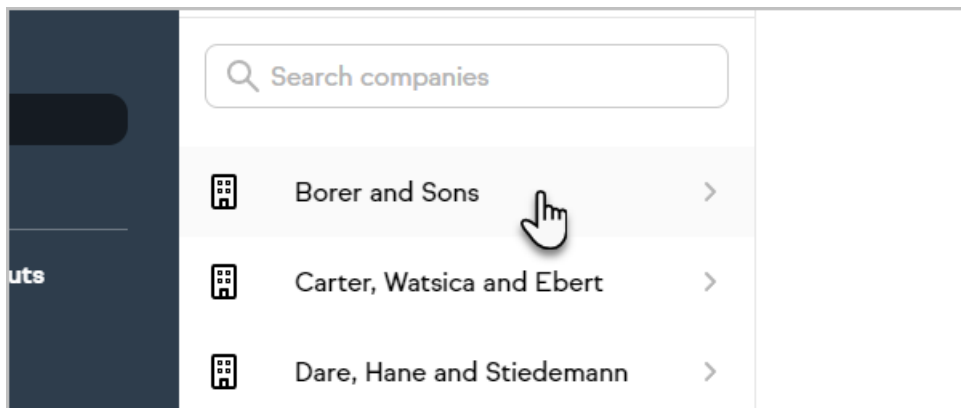 Search companies
Borer and Sons
uts
Carter, Watsica and Ebert
Dare, Hane and Stiedemann